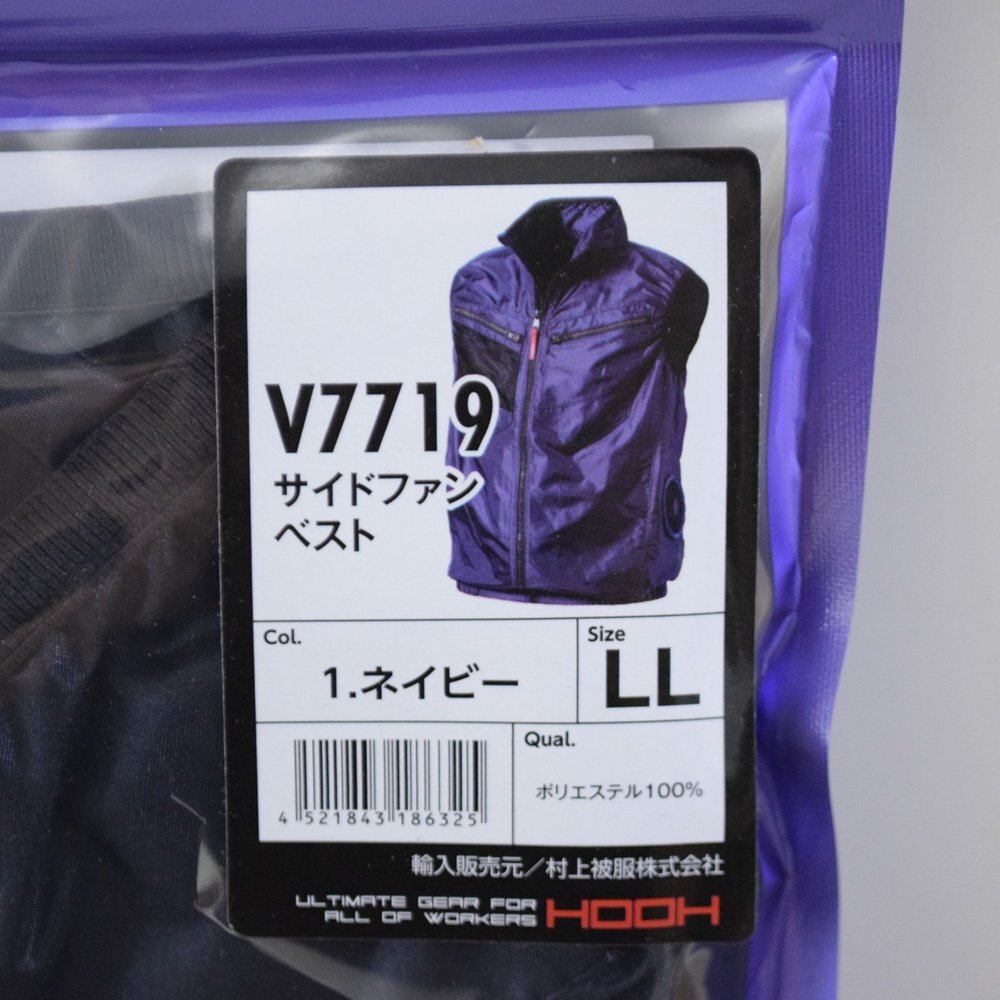 V7719
サイドファン
ベスト
Col.
1.ネイビー
Size
LL
Qual.
ポリエステル100%
4 521843 186325
輸入販売元／村上被服株式会社
ULTIMATE GEAR FOR
ALL OF WORKERS
HOOH